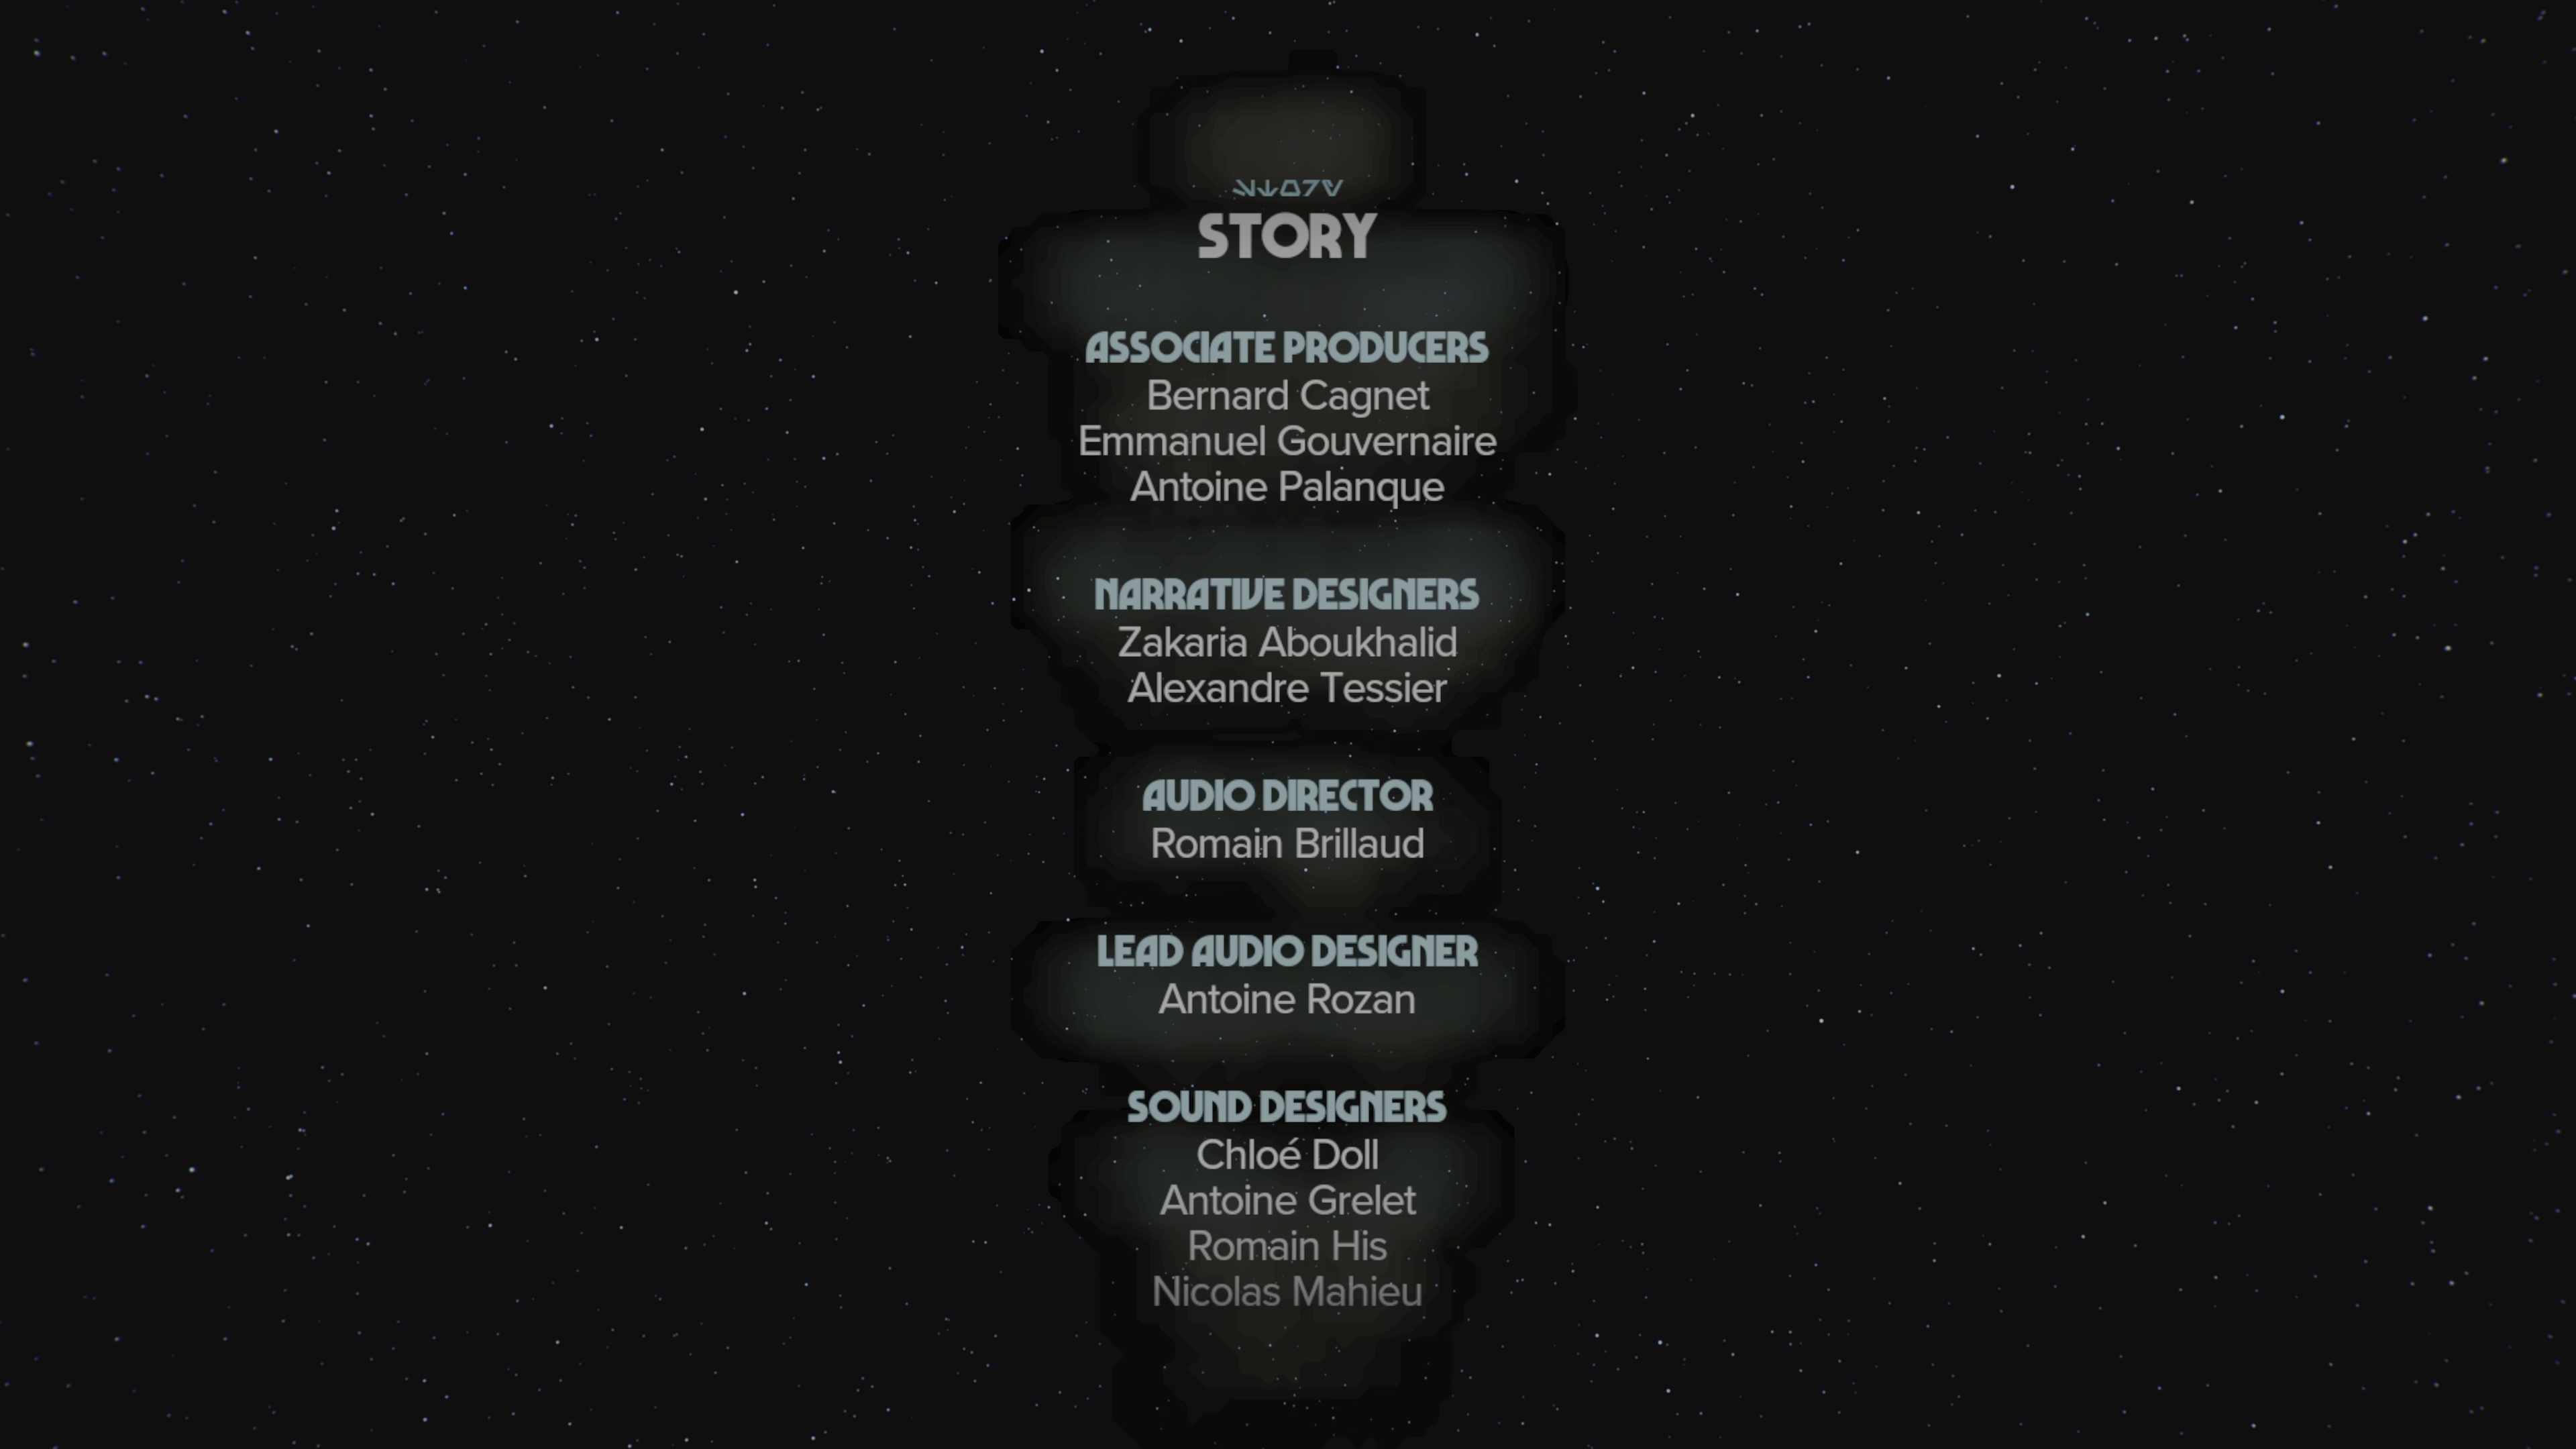 STORY
ASSOCIATE PRODUCERS
Bernard Cagnet
Emmanuel Gouvernaire
Antoine Palanque
NARRATIVE DESIGNERS
Zakaria Aboukhalid
Alexandre Tessier
AUDIO DIRECTOR
Romain Brillaud
LEAD AUDIO DESIGNER
Antoine Rozan
SOUND DESIGNERS
Chloé Doll
Antoine Grelet
Romain His
Nicolas Mahieu